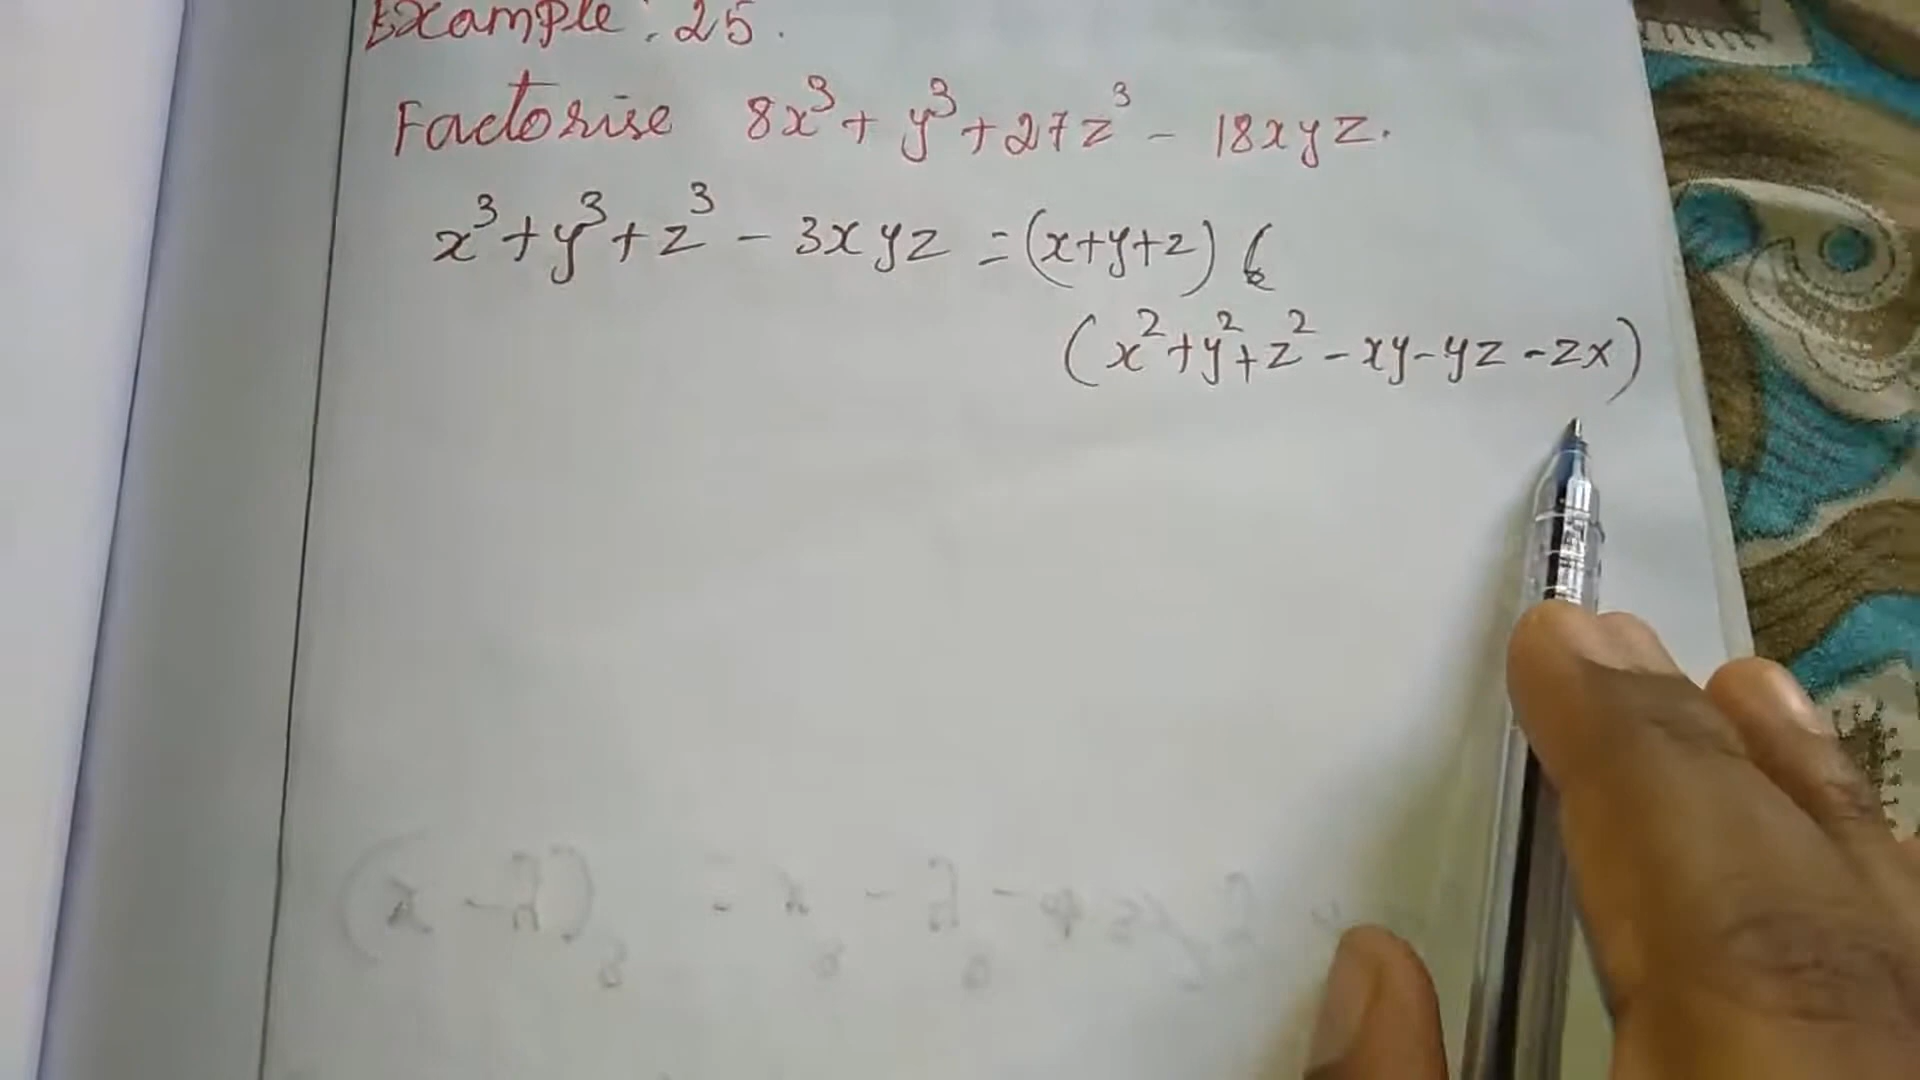 Example: 25.
Factorise 8x³ + y³ + 27z³ - 18xyz.
x³ + y³ + z³ - 3xyz = (x+y+z) (
(x² + y² + z² - xy - yz - zx)